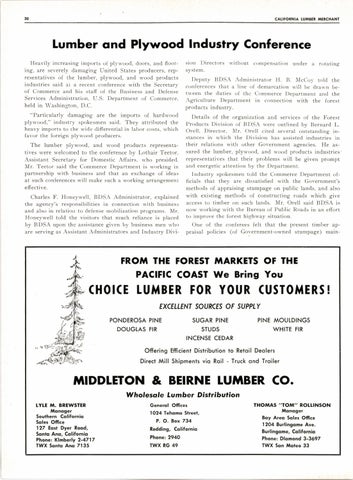 20
CALIFORNIA LUMBER MERCHANT
Lumber and Plywood Industry Conference
Heavily increasing imports of plywood, doors, and floor-
ing, are severely damaging United States producers, rep-
resentatives of the lumber, plywood, and wood products
industries said at a recent conference with the Secretary
of Commerce and his staff of the Business and Defense
Services Administration, U.S. Department of Commerce,
held in Washington, D.C.
"Particularly damaging are the imports of hardwood
plywood," industry spokesmen said. They attributed the
heavy imports to the wide differential in labor costs, which
favor the foreign plywood producers.
The lumber, plywood and wood products representa-
tives were welcomed to the conference by Lothair Teetor,
Assistant Secretary for Domestic Affairs, who presided.
Mr. Teetor said the Commerce Department is working in
partnership with business and that an exchange of ideas
at such conferences will make such a working arrangement
effective.
Charles F. Honeywell, BDSA Administrator, explained
the agency's responsibilities in connection with business
and also in relation to defense mobilization programs. Mr.
Honeywell told the visitors that much reliance is placed
by BDSA upon the assistance given by business men who
are serving as Assistant Administrators and Industry Divi-
sion Directors without compensation under a rotating
system.
Deputy BDSA Administrator H. B. McCoy told the
conferences that a line of demarcation will be drawn be-
tween the duties of the Commerce Department and the
Agriculture Department in connection with the forest
products industry.
Details of the organization and services of the Forest
Products Division of BDSA were outlined by Bernard L.
Orell, Director. Mr. Orell cited several outstanding in-
stances in which the Division has assisted industries in
their relations with other Government agencies. He as-
sured the lumber, plywood, and wood products industries
representatives that their problems will be given prompt
and energetic attention by the Department.
Industry spokesmen told the Commerce Department of-
ficials that they are dissatisfied with the Government's
methods of appraising stumpage on public lands, and also
with existing methods of constructing roads which give
access to timber on such lands. Mr. Orell said BDSA is
now working with the Bureau of Public Roads in an effort
to improve the forest highway situation.
One of the conferees felt that the present timber ap-
praisal policies (of Government-owned stumpage) main-
FROM THE FOREST MARKETS OF THE
PACIFIC COAST We Bring You
CHOICE LUMBER FOR YOUR CUSTOMERS!
EXCELLENT SOURCES OF SUPPLY
PONDEROSA PINE SUGAR PINE PINE MOULDINGS
DOUGLAS FIR STUDS WHITE FIR
INCENSE CEDAR
Offering Efficient Distribution to Retail Dealers
Direct Mill Shipments via Rail - Truck and Trailer
MIDDLETON & BEIRNE LUMBER CO.
Wholesale Lumber Distribution
LYLE M. BREWSTER
Manager
Southern California
Sales Office
127 East Dyer Road,
Santa Ana, California
Phone: KImberly 2-4717
TWX Santa Ana 7135
General Offices
1024 Tehama Street,
P. O. Box 734
Redding, California
Phone: 2940
TWX RG 49
THOMAS "TOM" ROLLINSON
Manager
Bay Area Sales Office
1204 Burlingame Ave.
Burlingame, California
Phone: DIamond 3-3697
TWX San Mateo 33